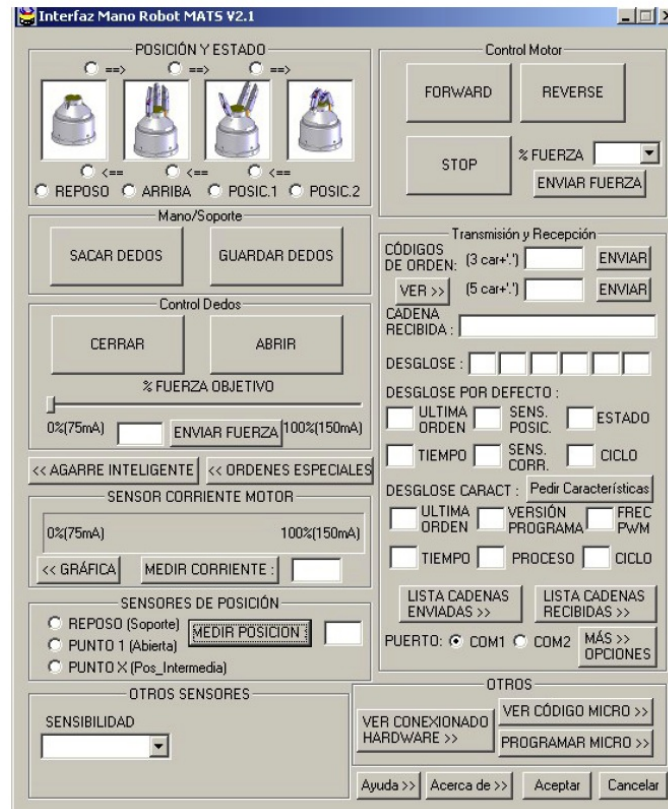 Interfaz Mano Robot MATS V2.1
POSICIÓN Y ESTADO
==> ==> ==>
<== <== <==
REPOSO ARRIBA POSIC.1 POSIC.2
Mano/Soporte
SACAR DEDOS GUARDAR DEDOS
Control Dedos
CERRAR ABRIR
% FUERZA OBJETIVO
0%(75mA) ENVIAR FUERZA 100%(150mA)
<< AGARRE INTELIGENTE << ORDENES ESPECIALES
SENSOR CORRIENTE MOTOR
0%(75mA) 100%(150mA)
<< GRÁFICA MEDIR CORRIENTE :
SENSORES DE POSICIÓN
REPOSO (Soporte)
PUNTO 1 (Abierta)
PUNTO X (Pos_Intermedia)
MEDIR POSICION :
OTROS SENSORES
SENSIBILIDAD
Control Motor
FORWARD REVERSE
STOP % FUERZA
ENVIAR FUERZA
Transmisión y Recepción
CÓDIGOS
DE ORDEN: (3 car+'.') ENVIAR
VER >> (5 car+'.') ENVIAR
CADENA
RECIBIDA :
DESGLOSE :
DESGLOSE POR DEFECTO :
ULTIMA
ORDEN
SENS.
POSIC.
ESTADO
TIEMPO
SENS.
CORR.
CICLO
DESGLOSE CARACT : Pedir Características
ULTIMA
ORDEN
VERSIÓN
PROGRAMA
FREC
PWM
TIEMPO PROCESO CICLO
LISTA CADENAS
ENVIADAS >>
LISTA CADENAS
RECIBIDAS >>
PUERTO: COM1 COM2
MÁS >>
OPCIONES
OTROS
VER CONEXIONADO
HARDWARE >>
VER CÓDIGO MICRO >>
PROGRAMAR MICRO >>
Ayuda >> Acerca de >> Aceptar Cancelar